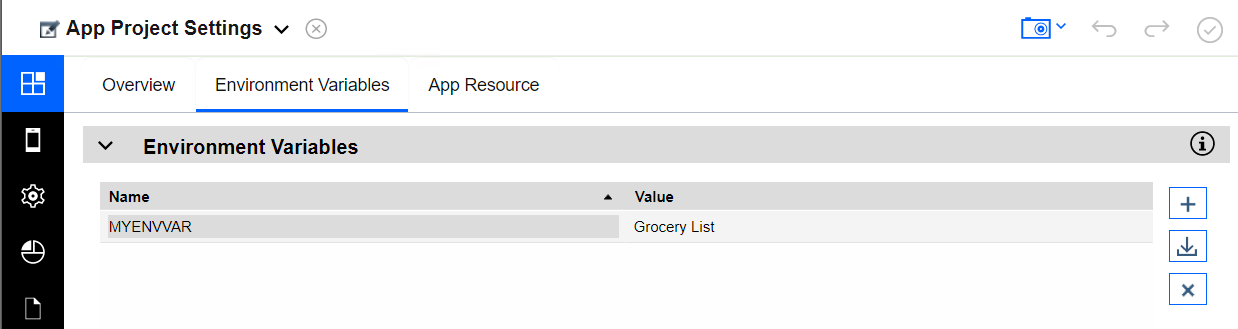 App Project Settings
Overview Environment Variables App Resource
Environment Variables
Name Value
MYENVVAR Grocery List